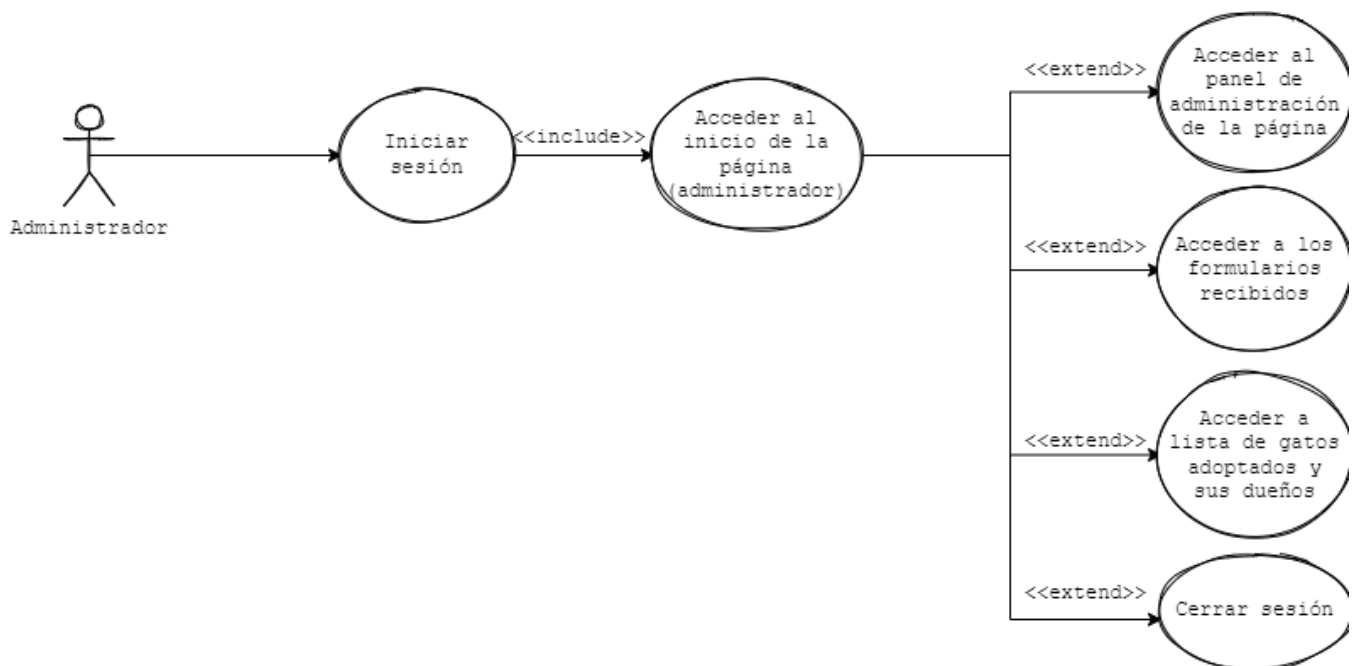 Administrador
Iniciar
sesión
<<include>>
Acceder al
inicio de la
página
(administrador)
<<extend>>
Acceder al
panel de
administración
de la página
<<extend>>
Acceder a los
formularios
recibidos
<<extend>>
Acceder a
lista de gatos
adoptados y
sus dueños
<<extend>>
Cerrar sesión